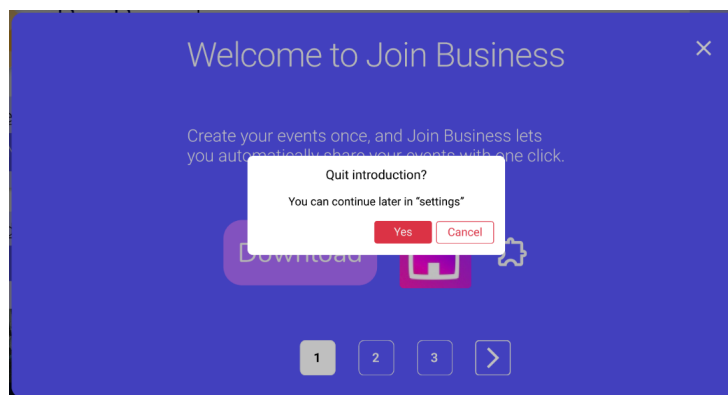 Welcome to Join Business
Create your events once, and Join Business lets
you automatically share your events with one click.
Quit introduction?
You can continue later in “settings”
Yes
Cancel
Download
1
2
3